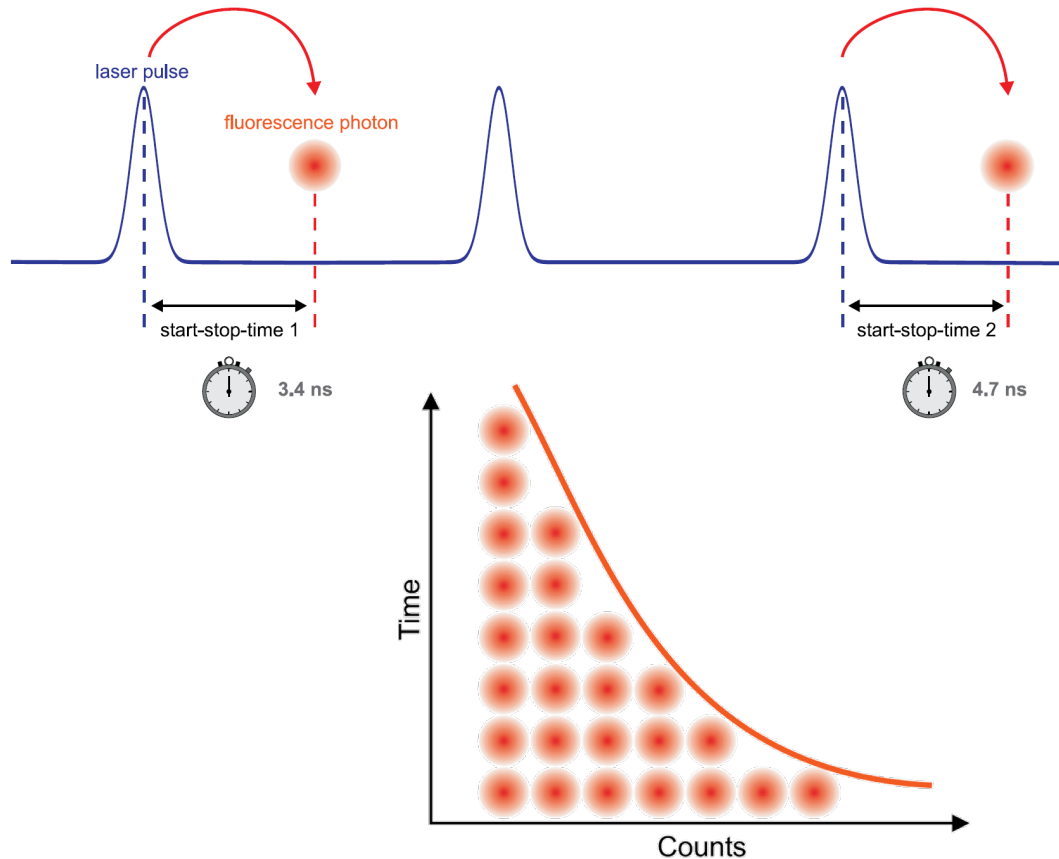 laser pulse
fluorescence photon
start-stop-time 1
start-stop-time 2
3.4 ns
4.7 ns
Time
Counts